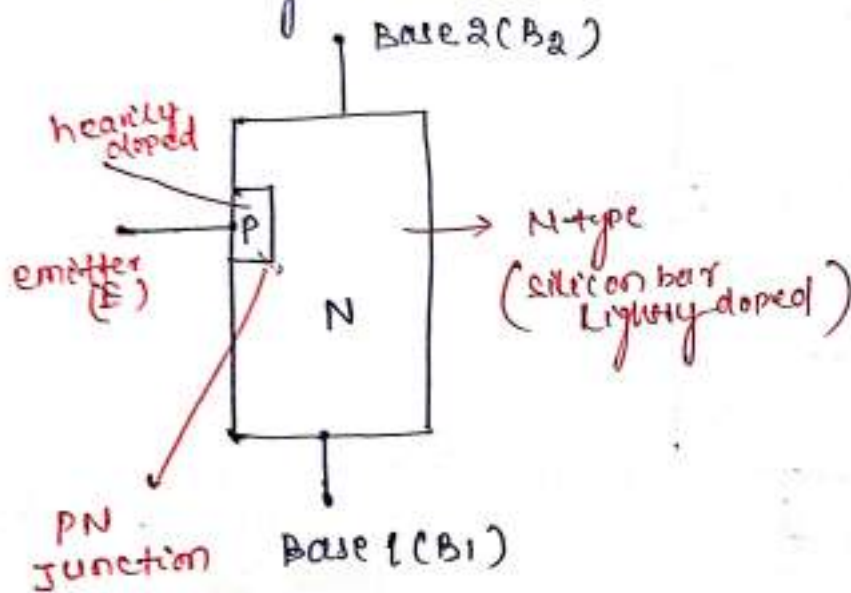 Base 2 (B2)
heavily
doped
P
emitter
(E)
N-type
(silicon bar
Lightly doped)
N
PN
Junction
Base 1 (B1)